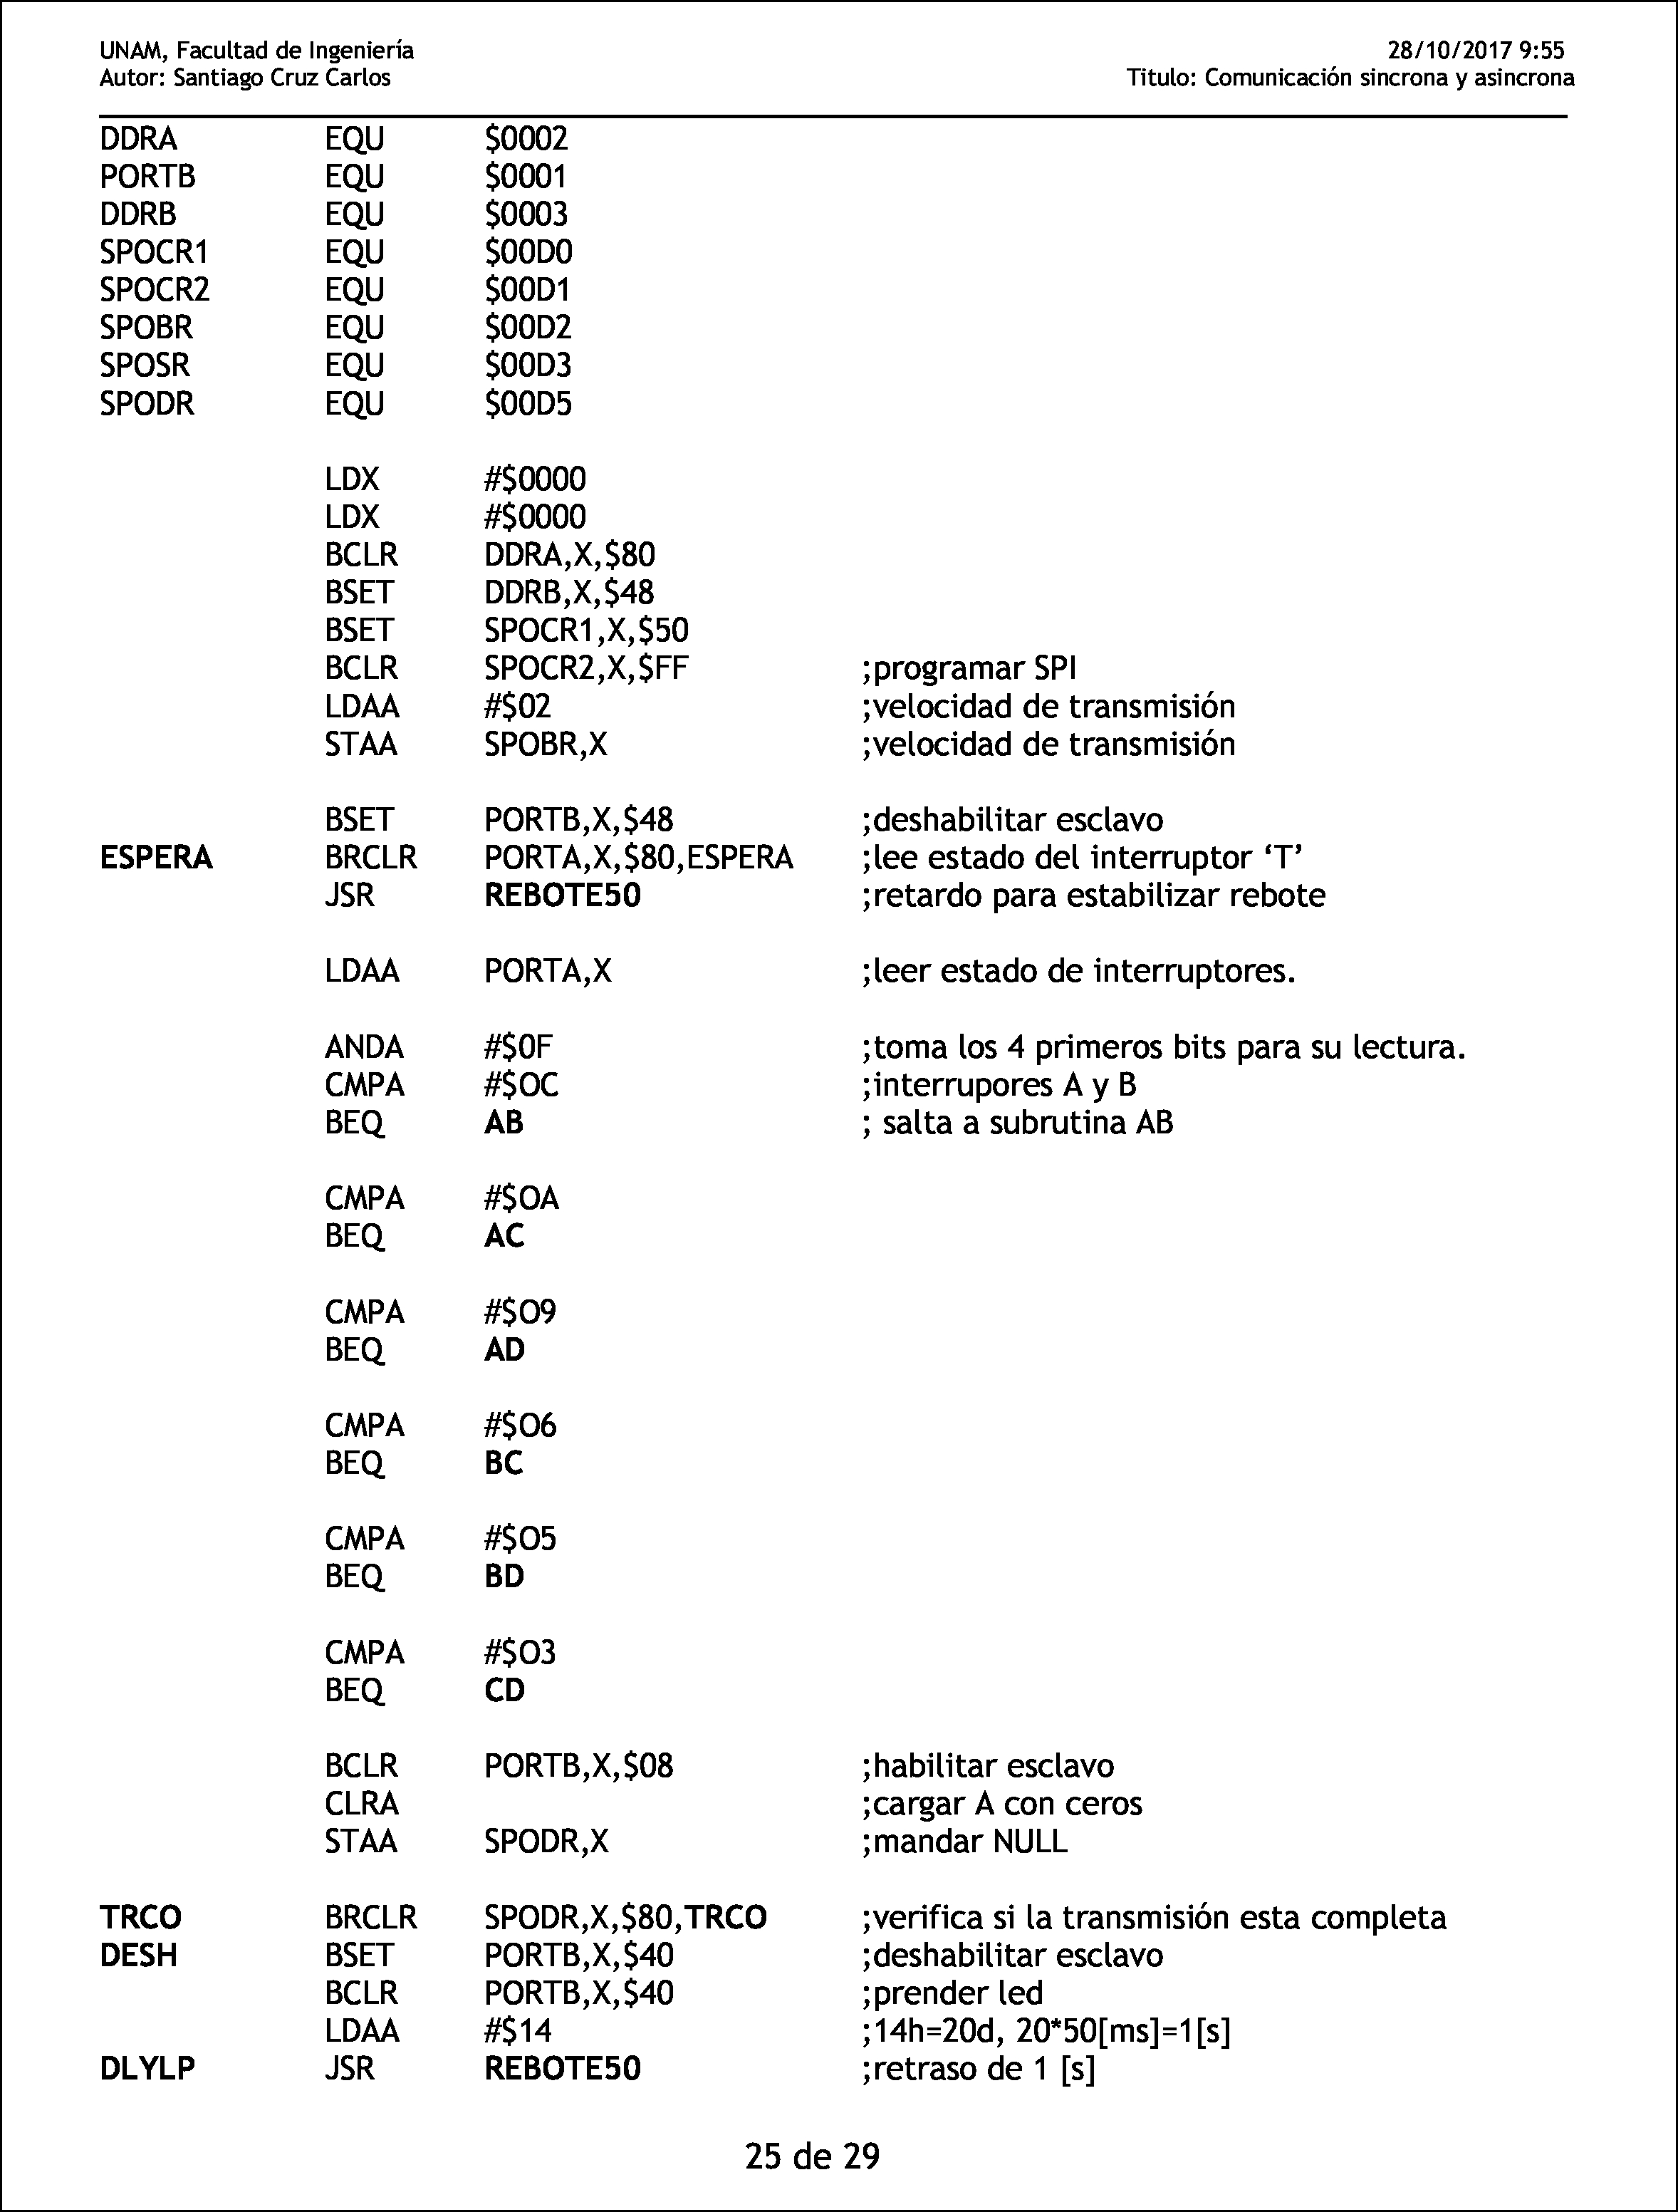 UNAM, Facultad de Ingeniería 28/10/2017 9:55
Autor: Santiago Cruz Carlos Titulo: Comunicación sincrona y asincrona
DDRA EQU $0002
PORTB EQU $0001
DDRB EQU $0003
SPOCR1 EQU $00D0
SPOCR2 EQU $00D1
SPOBR EQU $00D2
SPOSR EQU $00D3
SPODR EQU $00D5
LDX #$0000
LDX #$0000
BCLR DDRA,X,$80
BSET DDRB,X,$48
BSET SPOCR1,X,$50
BCLR SPOCR2,X,$FF ;programar SPI
LDAA #$02 ;velocidad de transmisión
STAA SPOBR,X ;velocidad de transmisión
BSET PORTB,X,$48 ;deshabilitar esclavo
ESPERA BRCLR PORTA,X,$80,ESPERA ;lee estado del interruptor ‘T’
JSR REBOTE50 ;retardo para estabilizar rebote
LDAA PORTA,X ;leer estado de interruptores.
ANDA #$0F ;toma los 4 primeros bits para su lectura.
CMPA #$OC ;interrupores A y B
BEQ AB ; salta a subrutina AB
CMPA #$OA
BEQ AC
CMPA #$O9
BEQ AD
CMPA #$O6
BEQ BC
CMPA #$O5
BEQ BD
CMPA #$O3
BEQ CD
BCLR PORTB,X,$08 ;habilitar esclavo
CLRA ;cargar A con ceros
STAA SPODR,X ;mandar NULL
TRCO BRCLR SPODR,X,$80,TRCO ;verifica si la transmisión esta completa
DESH BSET PORTB,X,$40 ;deshabilitar esclavo
BCLR PORTB,X,$40 ;prender led
LDAA #$14 ;14h=20d, 20*50[ms]=1[s]
DLYLP JSR REBOTE50 ;retraso de 1 [s]
25 de 29